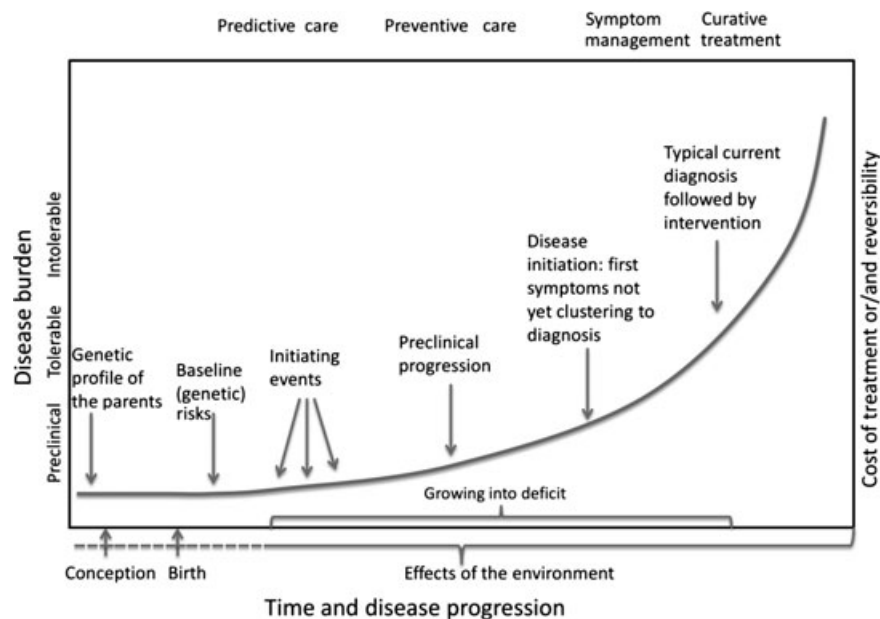 Predictive care
Preventive care
Symptom
management
Curative
treatment
Disease burden
Preclinical
Tolerable
Intolerable
Genetic
profile of
the parents
Baseline
(genetic)
risks
Initiating
events
Preclinical
progression
Disease
initiation: first
symptoms not
yet clustering to
diagnosis
Typical current
diagnosis
followed by
intervention
Cost of treatment or/and reversibility
Growing into deficit
Conception
Birth
Effects of the environment
Time and disease progression